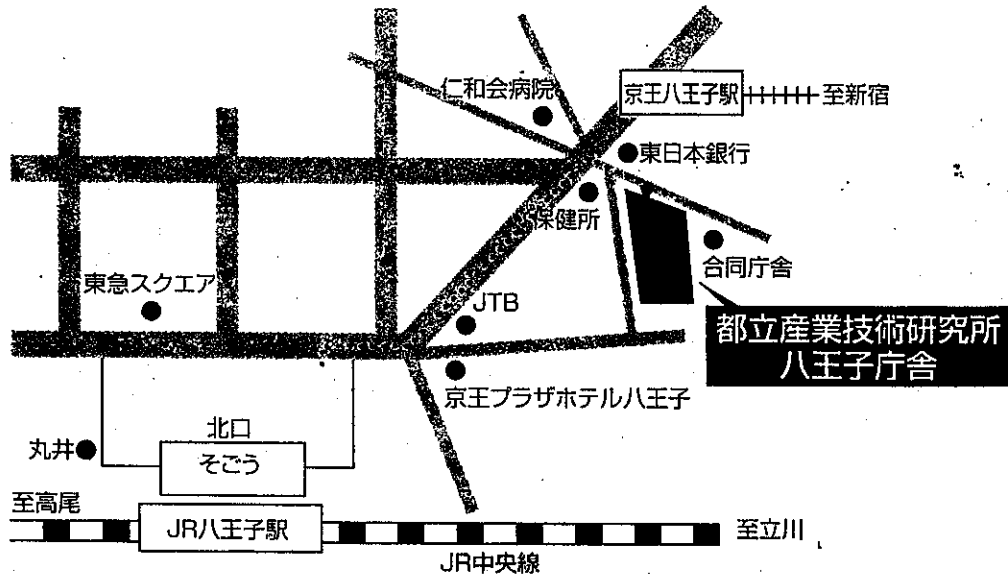 仁和会病院
京王八王子駅
至新宿
東日本銀行
保健所
合同庁舎
東急スクエア
JTB
都立産業技術研究所
八王子庁舎
京王プラザホテル八王子
北口
丸井
そごう
至高尾
JR八王子駅
至立川
JR中央線